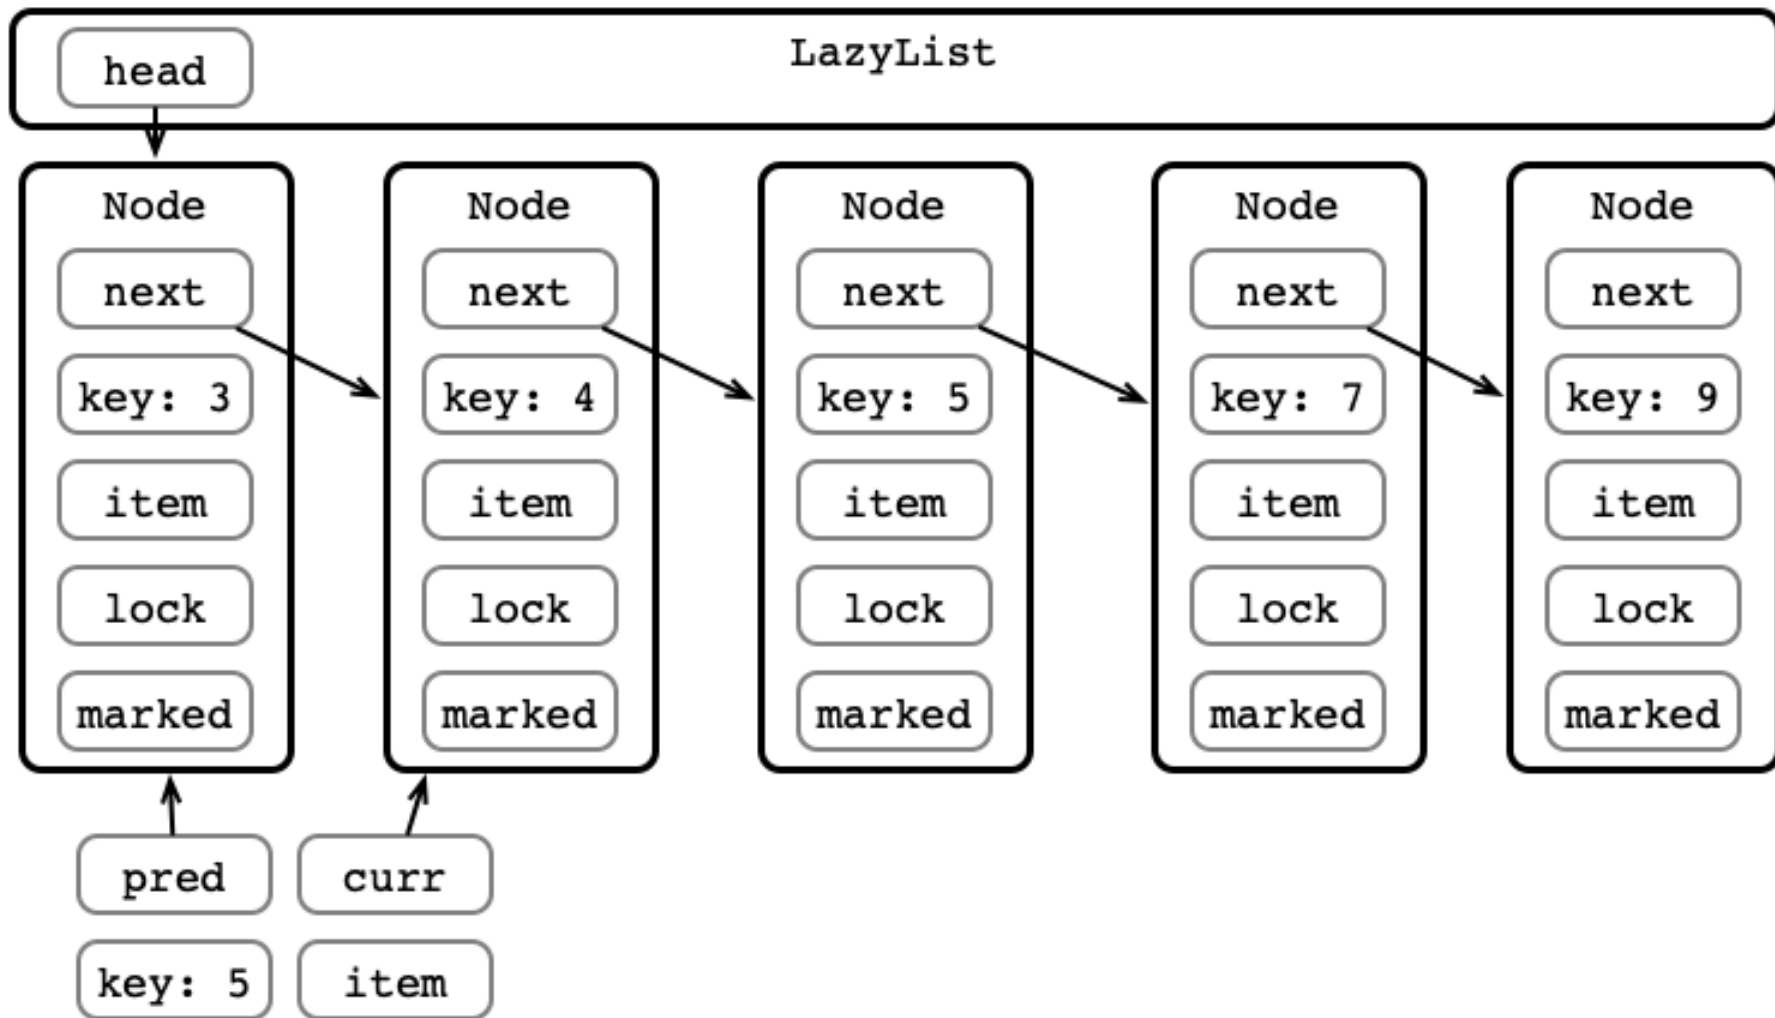 LazyList
head
Node Node Node Node Node
next next next next next
key: 3 key: 4 key: 5 key: 7 key: 9
item item item item item
lock lock lock lock lock
marked marked marked marked marked
pred curr
key: 5 item